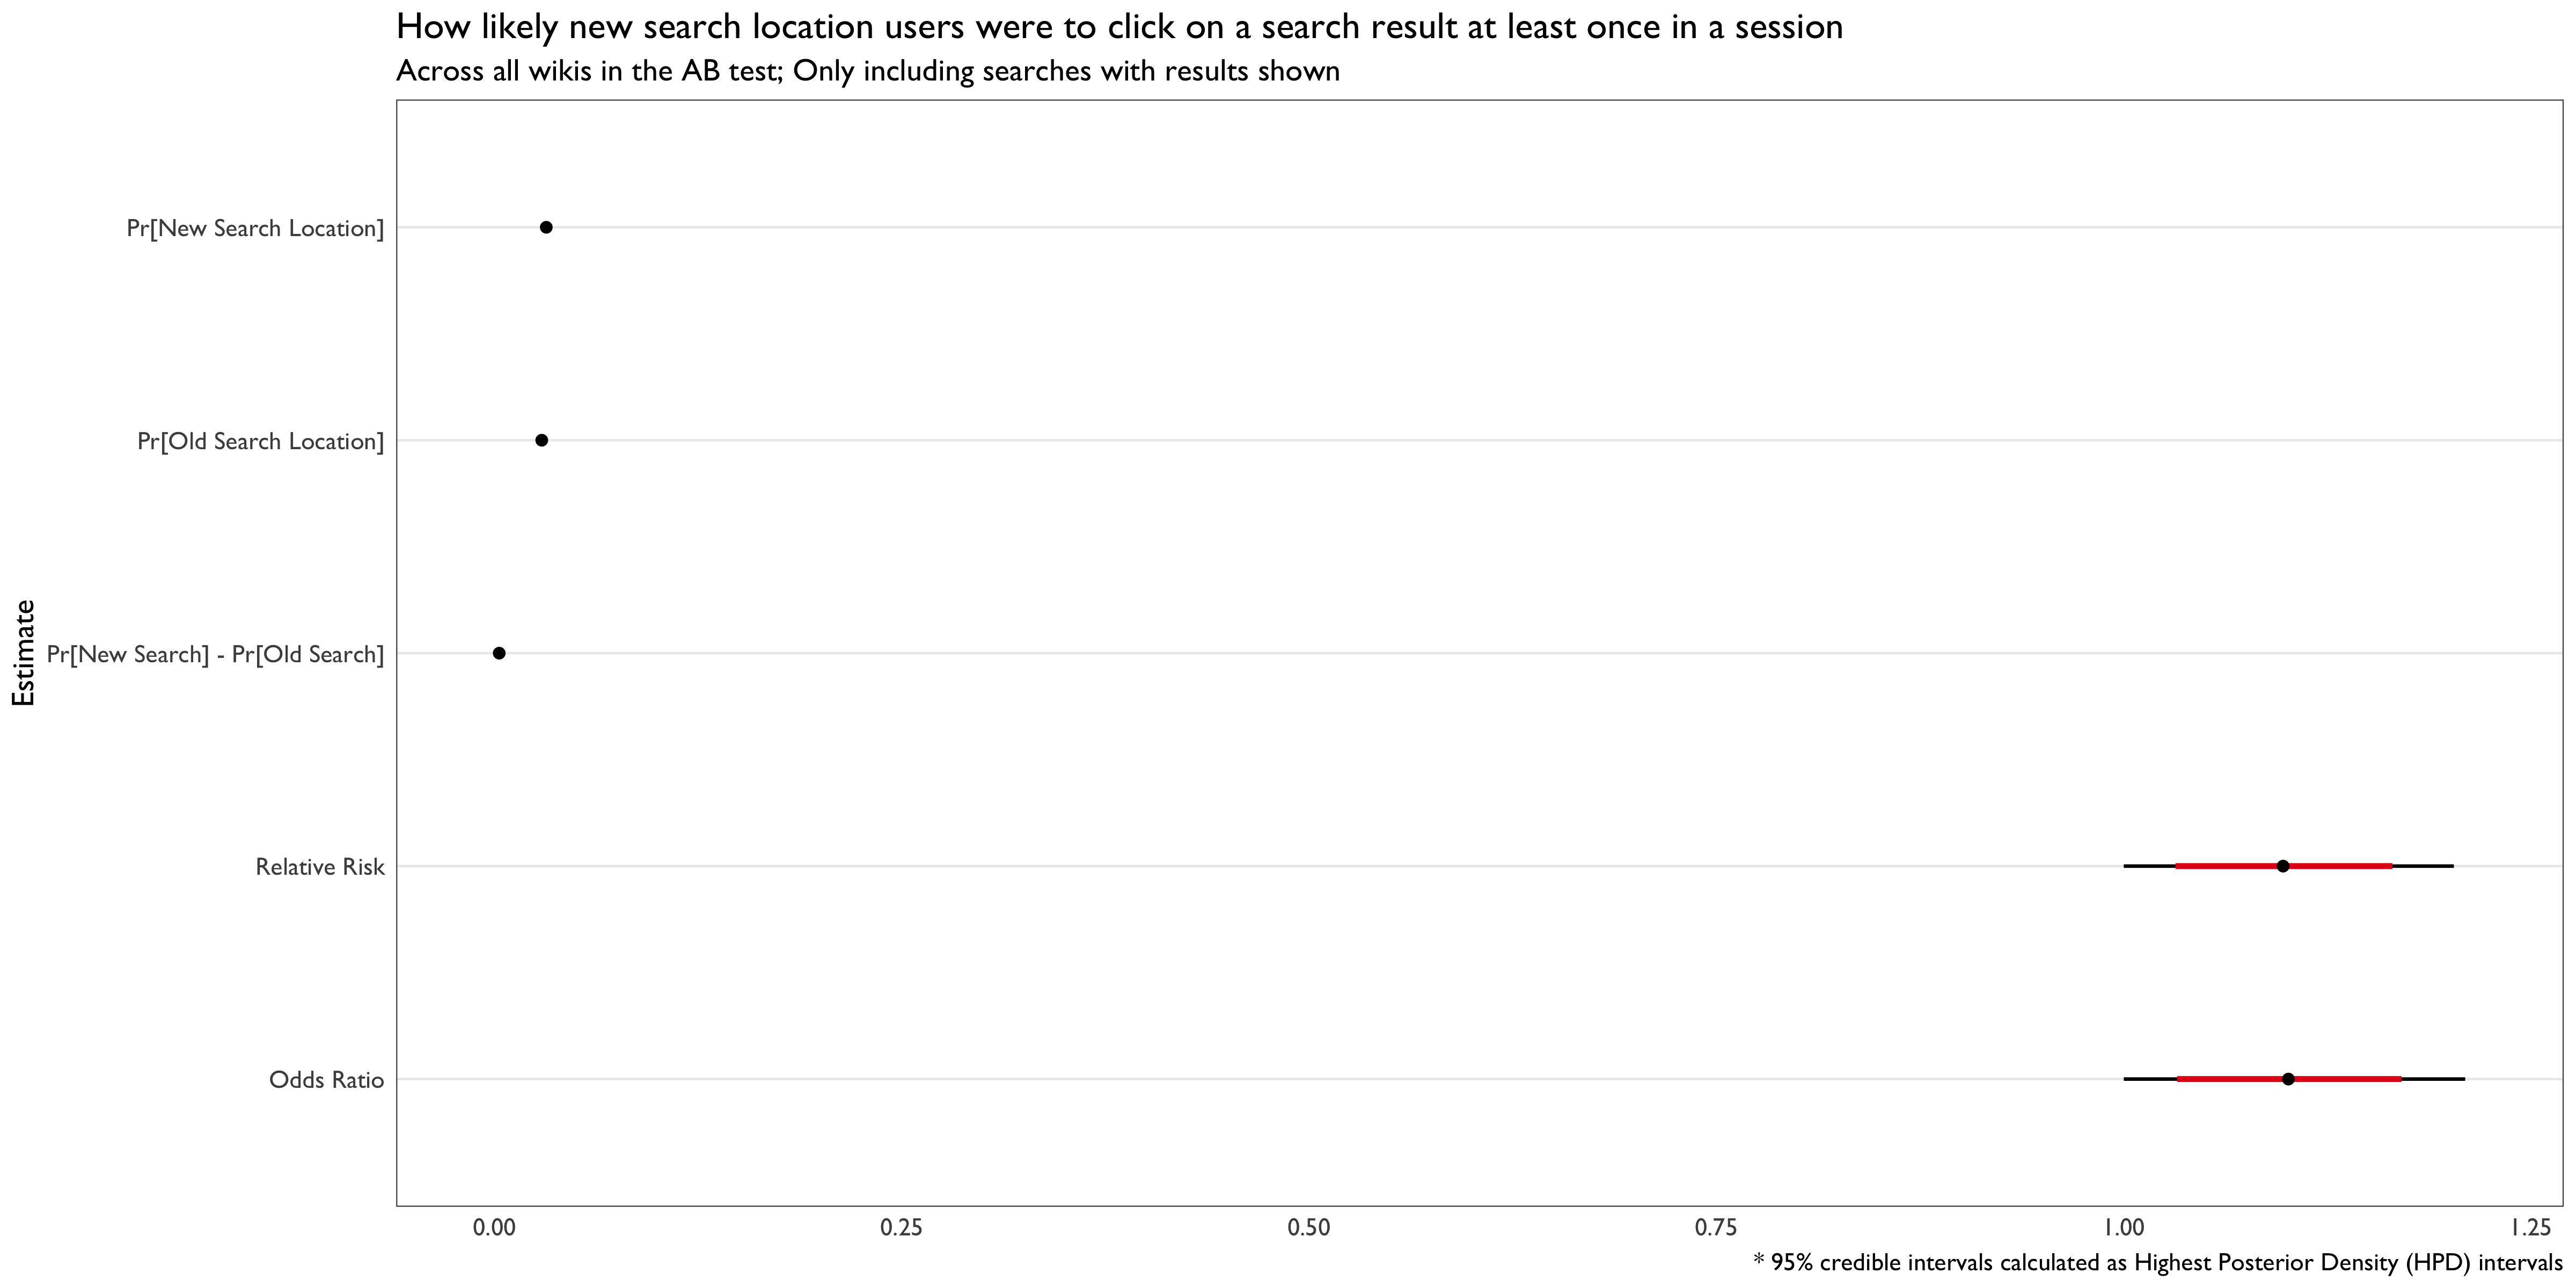 How likely new search location users were to click on a search result at least once in a session
Across all wikis in the AB test; Only including searches with results shown
Estimate
Pr[New Search Location]
Pr[Old Search Location]
Pr[New Search] - Pr[Old Search]
Relative Risk
Odds Ratio
0.00 0.25 0.50 0.75 1.00 1.25
* 95% credible intervals calculated as Highest Posterior Density (HPD) intervals